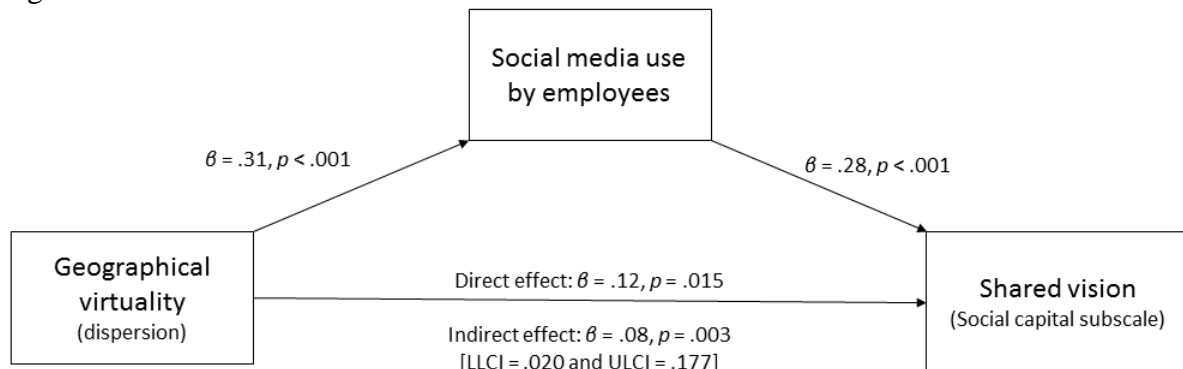 Social media use
by employees
β = .31, p < .001
β = .28, p < .001
Geographical
virtuality
(dispersion)
Direct effect: β = .12, p = .015
Indirect effect: β = .08, p = .003
[LLCI = .020 and ULCI = .177]
Shared vision
(Social capital subscale)